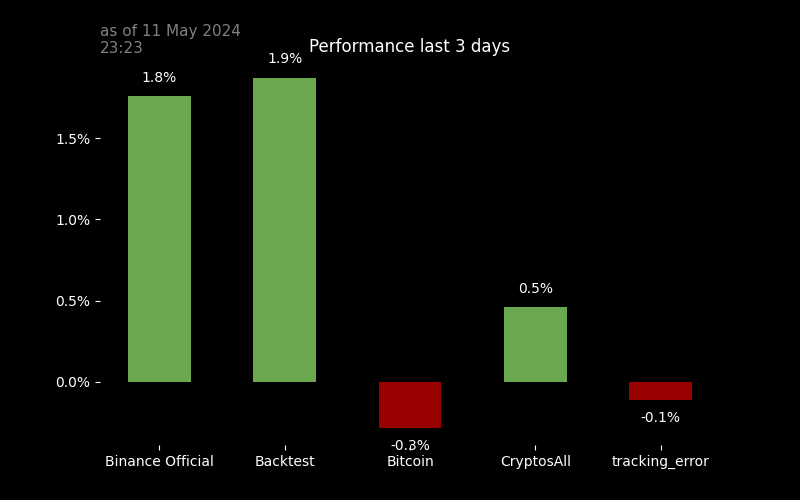 as of 11 May 2024
23:23
Performance last 3 days
1.8%
1.9%
1.5%
1.0%
0.5%
0.5%
0.0%
-0.1%
-0.3%
Binance Official
Backtest
Bitcoin
CryptosAll
tracking_error